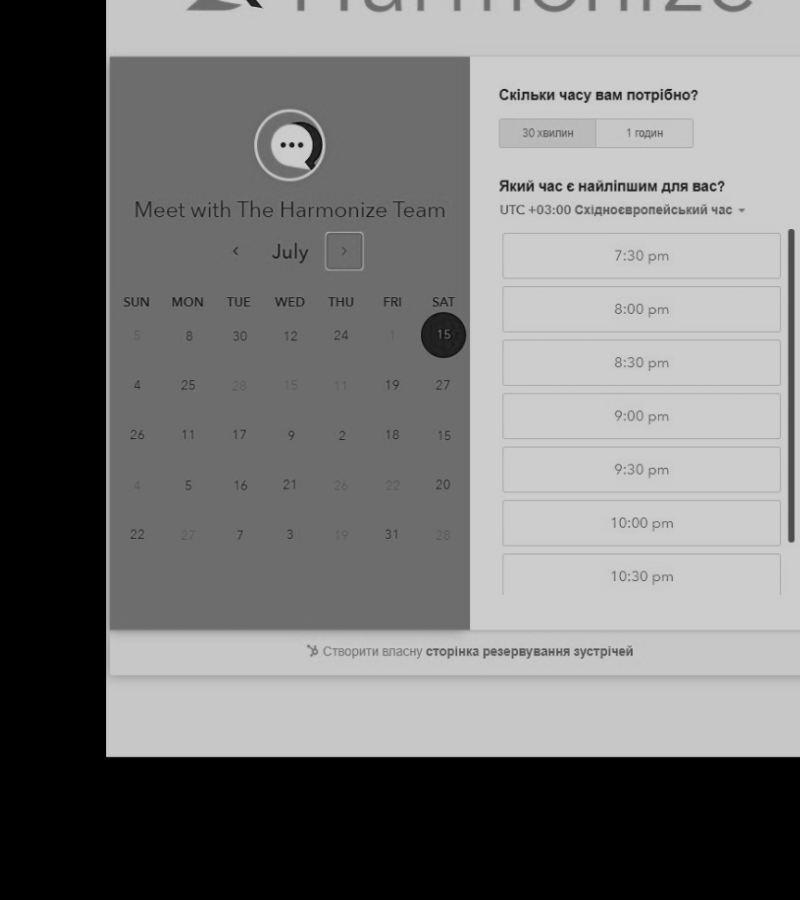 Harmonize
Meet with The Harmonize Team
July
SUN MON TUE WED THU FRI SAT
5 8 30 12 24 1 15
4 25 28 15 11 19 27
26 11 17 9 2 18 15
4 5 16 21 26 22 20
22 27 7 3 19 31 28
Скільки часу вам потрібно?
30 хвилин 1 годин
Який час є найліпшим для вас?
UTC +03:00 Східноєвропейський час
7:30 pm
8:00 pm
8:30 pm
9:00 pm
9:30 pm
10:00 pm
10:30 pm
Створити власну сторінка резервування зустрічей